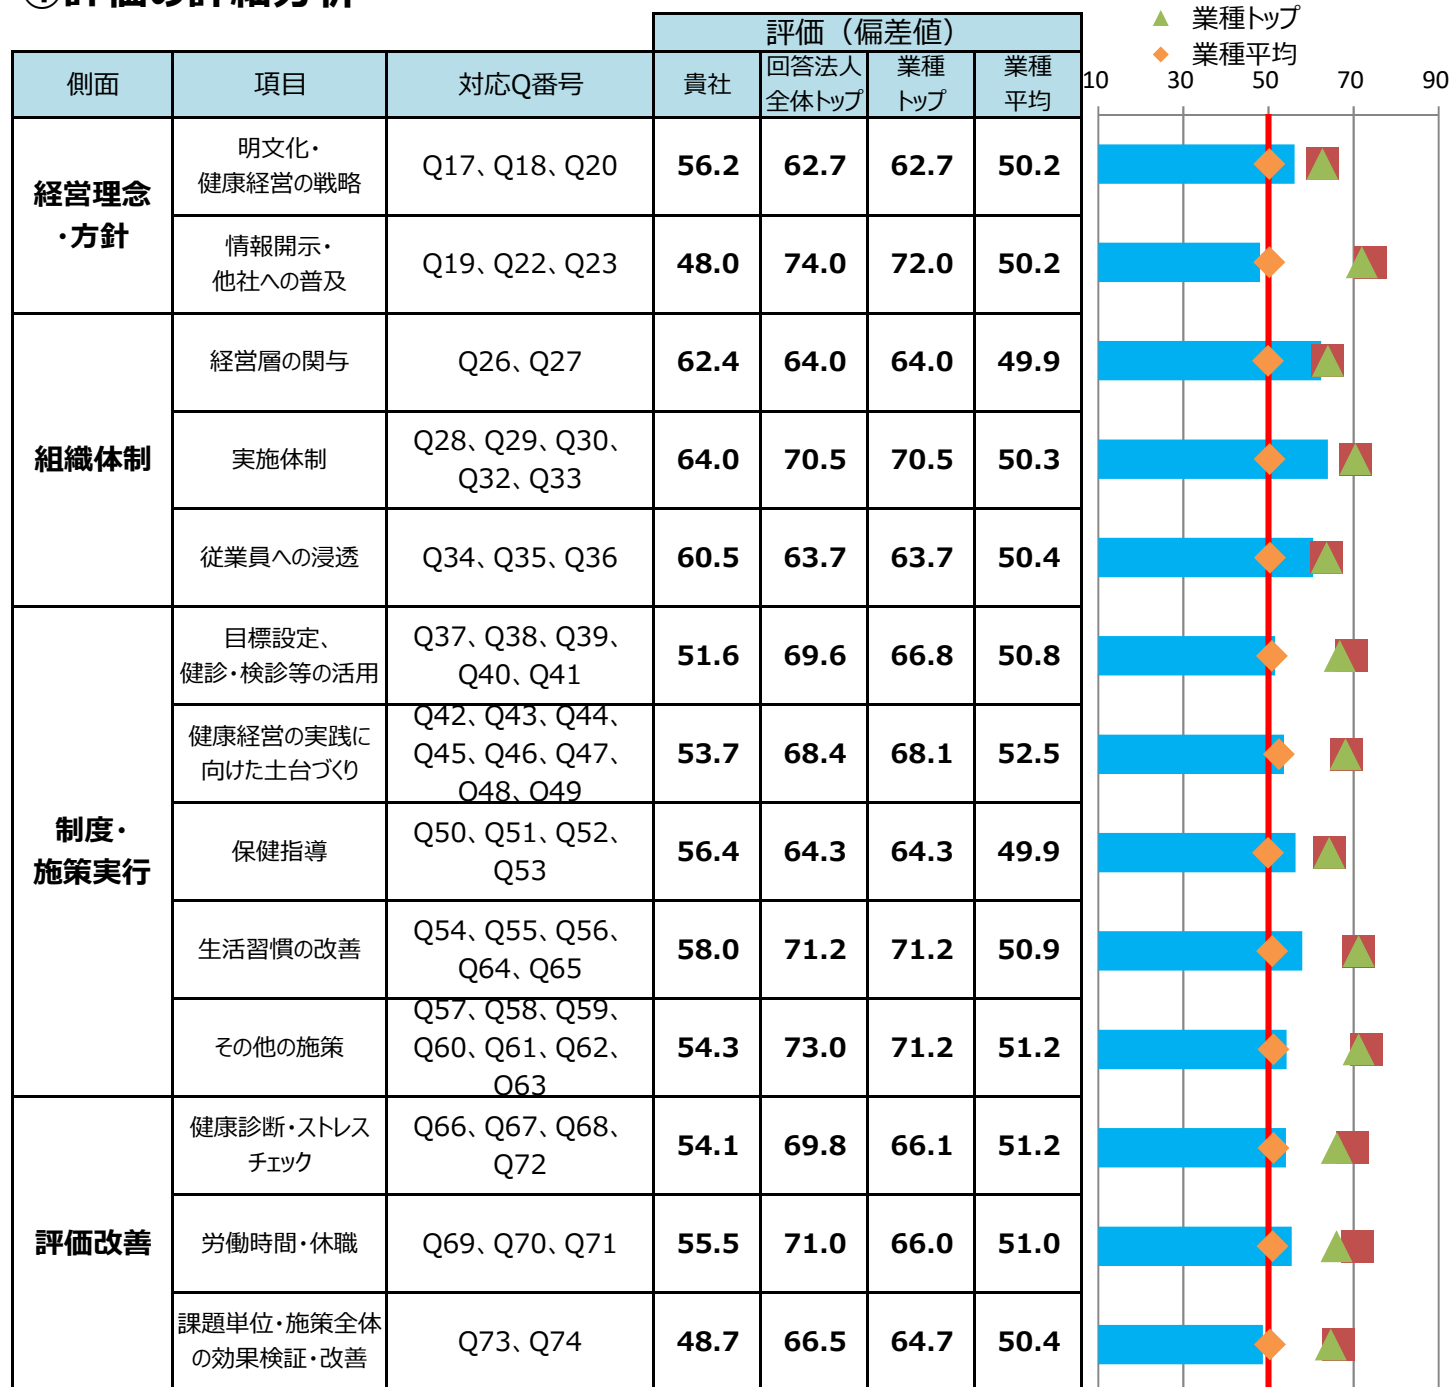 ①評価の詳細分析
▲ 業種トップ
◆ 業種平均
評価（偏差値）
側面 項目 対応Q番号 貴社 回答法人 業種 業種
全体トップ トップ 平均
10 30 50 70 90
経営理念
・方針
明文化・
健康経営の戦略
Q17、Q18、Q20 56.2 62.7 62.7 50.2
情報開示・
他社への普及
Q19、Q22、Q23 48.0 74.0 72.0 50.2
組織体制
経営層の関与 Q26、Q27 62.4 64.0 64.0 49.9
実施体制
Q28、Q29、Q30、
Q32、Q33
64.0 70.5 70.5 50.3
従業員への浸透 Q34、Q35、Q36 60.5 63.7 63.7 50.4
制度・
施策実行
目標設定、
健診・検診等の活用
Q37、Q38、Q39、
Q40、Q41
51.6 69.6 66.8 50.8
健康経営の実践に
向けた土台づくり
Q42、Q43、Q44、
Q45、Q46、Q47、
Q48、Q49
53.7 68.4 68.1 52.5
保健指導
Q50、Q51、Q52、
Q53
56.4 64.3 64.3 49.9
生活習慣の改善
Q54、Q55、Q56、
Q64、Q65
58.0 71.2 71.2 50.9
その他の施策
Q57、Q58、Q59、
Q60、Q61、Q62、
Q63
54.3 73.0 71.2 51.2
評価改善
健康診断・ストレス
チェック
Q66、Q67、Q68、
Q72
54.1 69.8 66.1 51.2
労働時間・休職 Q69、Q70、Q71 55.5 71.0 66.0 51.0
課題単位・施策全体
の効果検証・改善
Q73、Q74 48.7 66.5 64.7 50.4